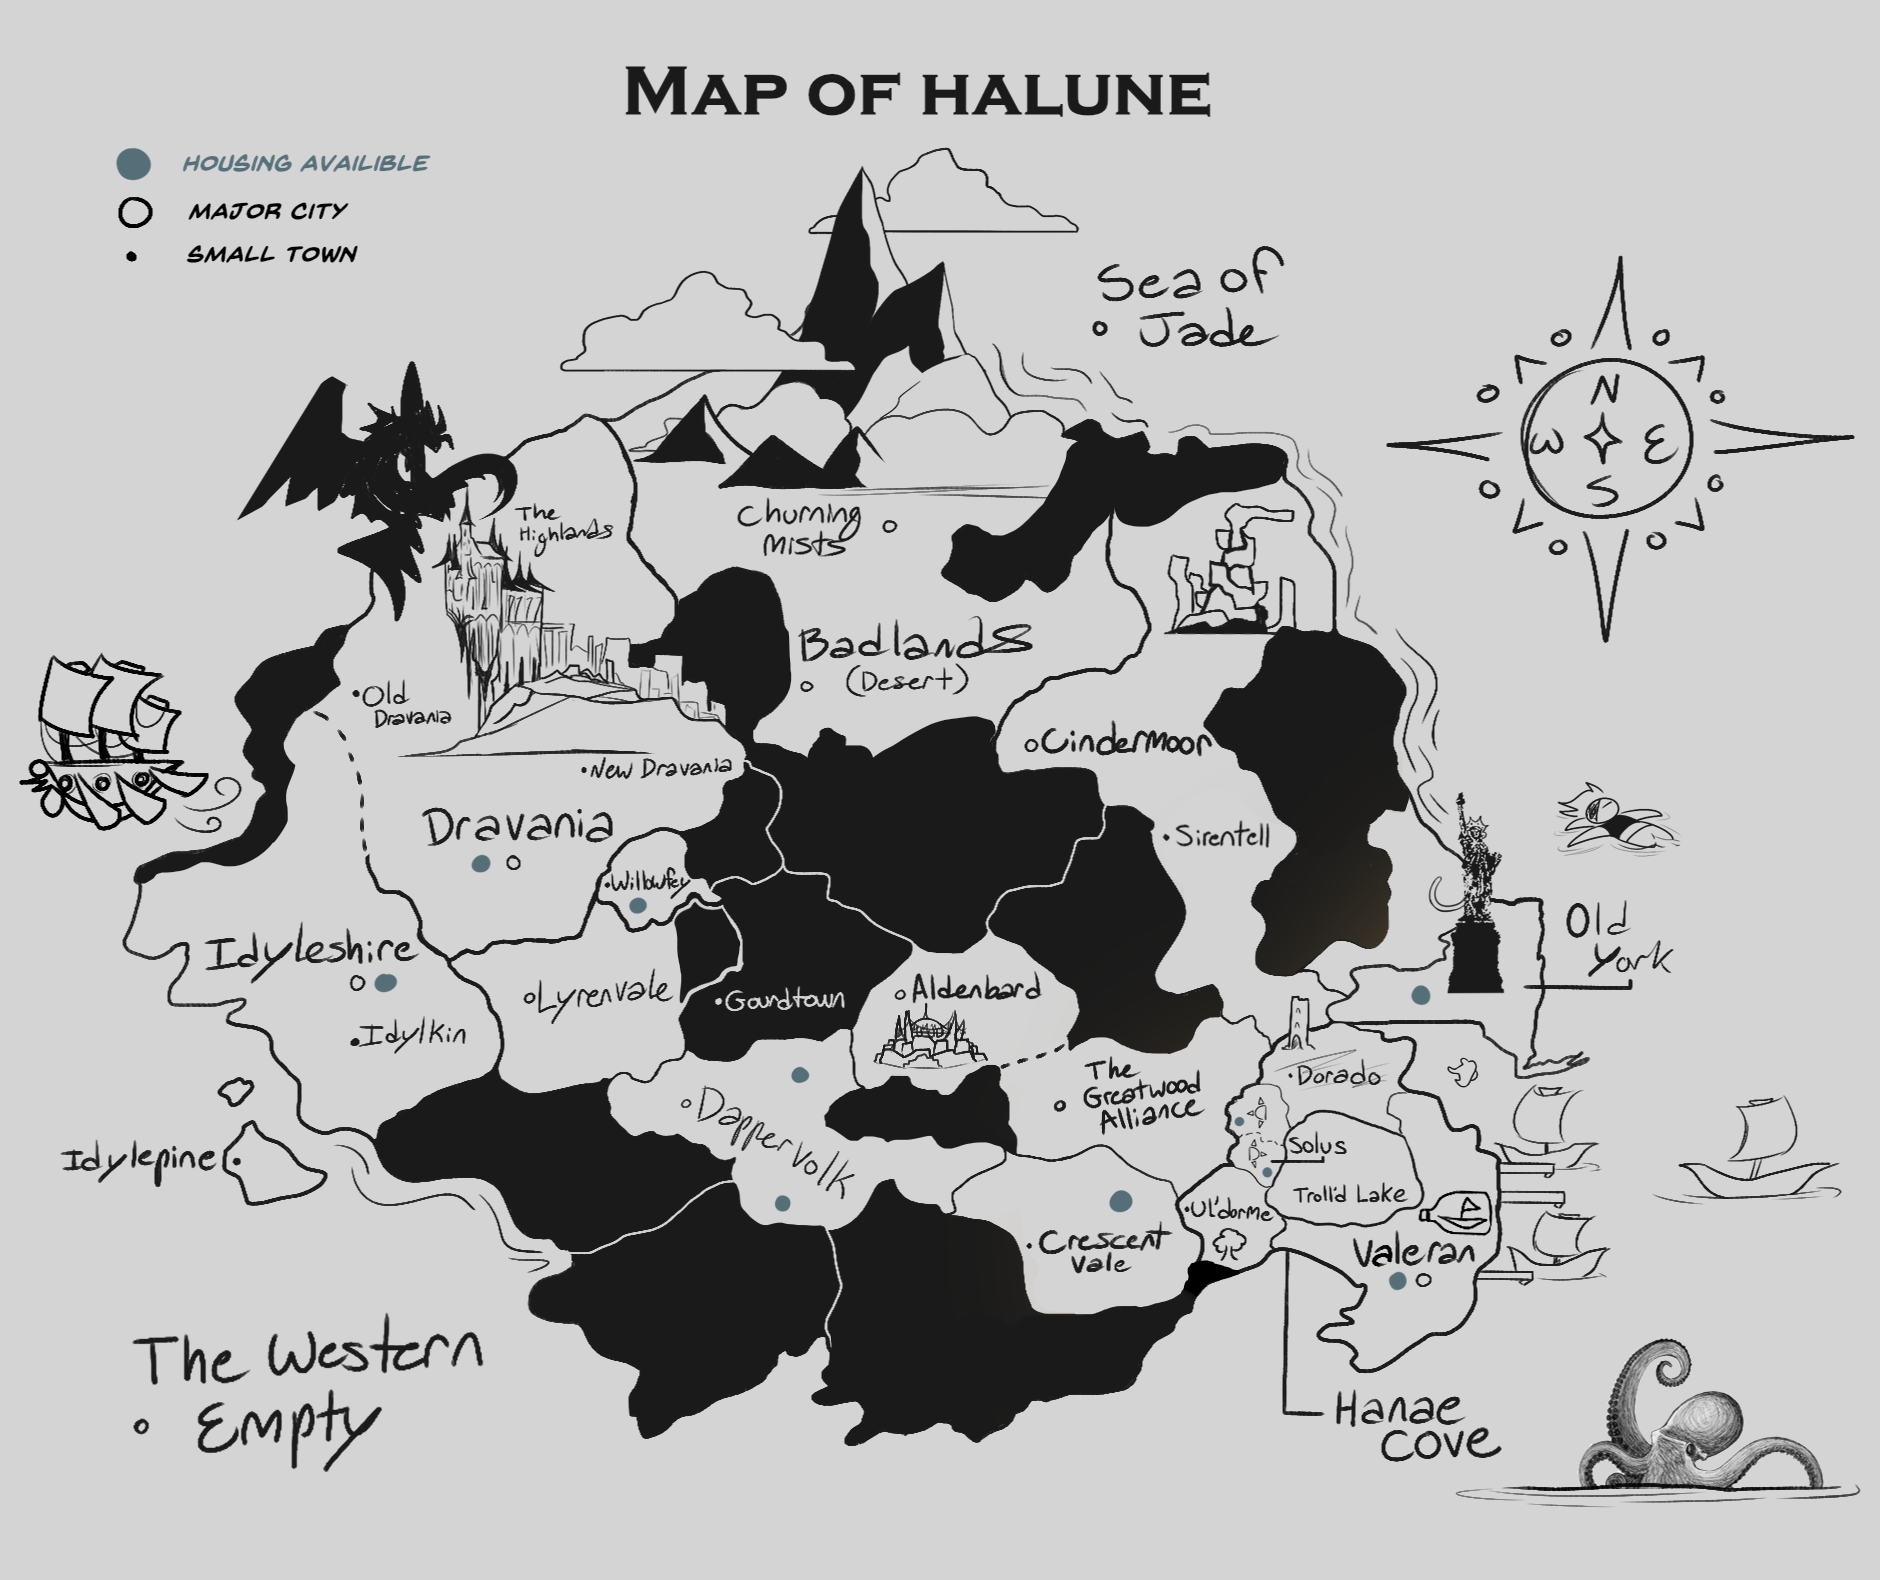 MAP OF HALUNE
HOUSING AVAILIBLE
MAJOR CITY
SMALL TOWN
Sea of
Jade
N
W E
S
The
Highlands
Churning
Mists
Badlands
(Desert)
Old
Dravania
Cindermoor
New Dravania
Dravania
Sirentell
Willowfey
Old
York
Idyleshire
Lyrenvale
Goundtown
Aldenbard
Idylkin
The
Greatwood
Alliance
Dorado
Dappervolk
Solus
Idylepine
Troll'd Lake
Ul'dorme
Crescent
Vale
Valeran
The Western
Empty
Hanae
Cove